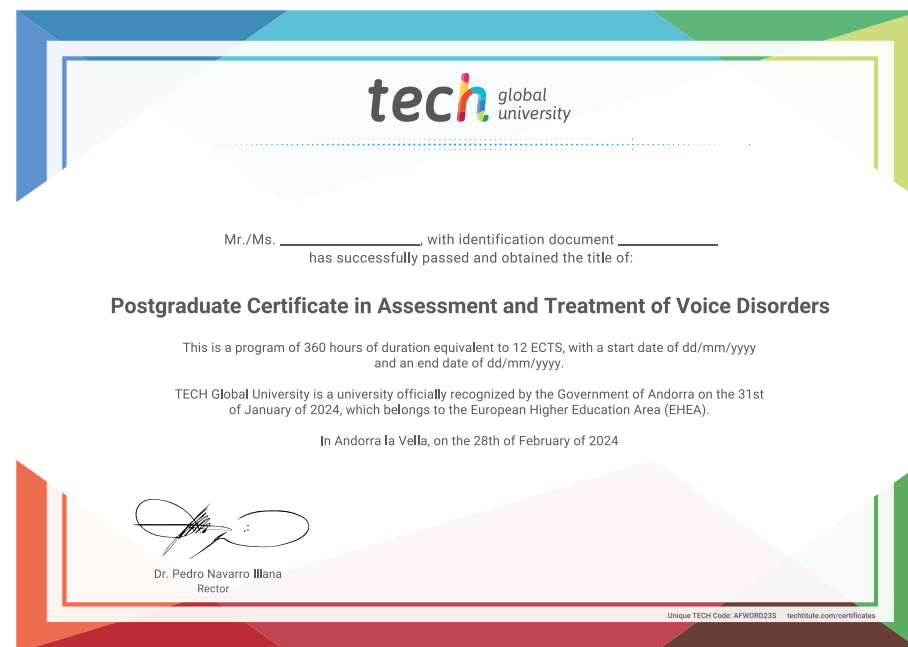 tech global university
Mr./Ms. ____________, with identification document ____________
has successfully passed and obtained the title of:
Postgraduate Certificate in Assessment and Treatment of Voice Disorders
This is a program of 360 hours of duration equivalent to 12 ECTS, with a start date of dd/mm/yyyy
and an end date of dd/mm/yyyy.
TECH Global University is a university officially recognized by the Government of Andorra on the 31st
of January of 2024, which belongs to the European Higher Education Area (EHEA).
In Andorra la Vella, on the 28th of February of 2024
Dr. Pedro Navarro Illana
Rector
Unique TECH Code: AFWORD23S techtitute.com/certificates